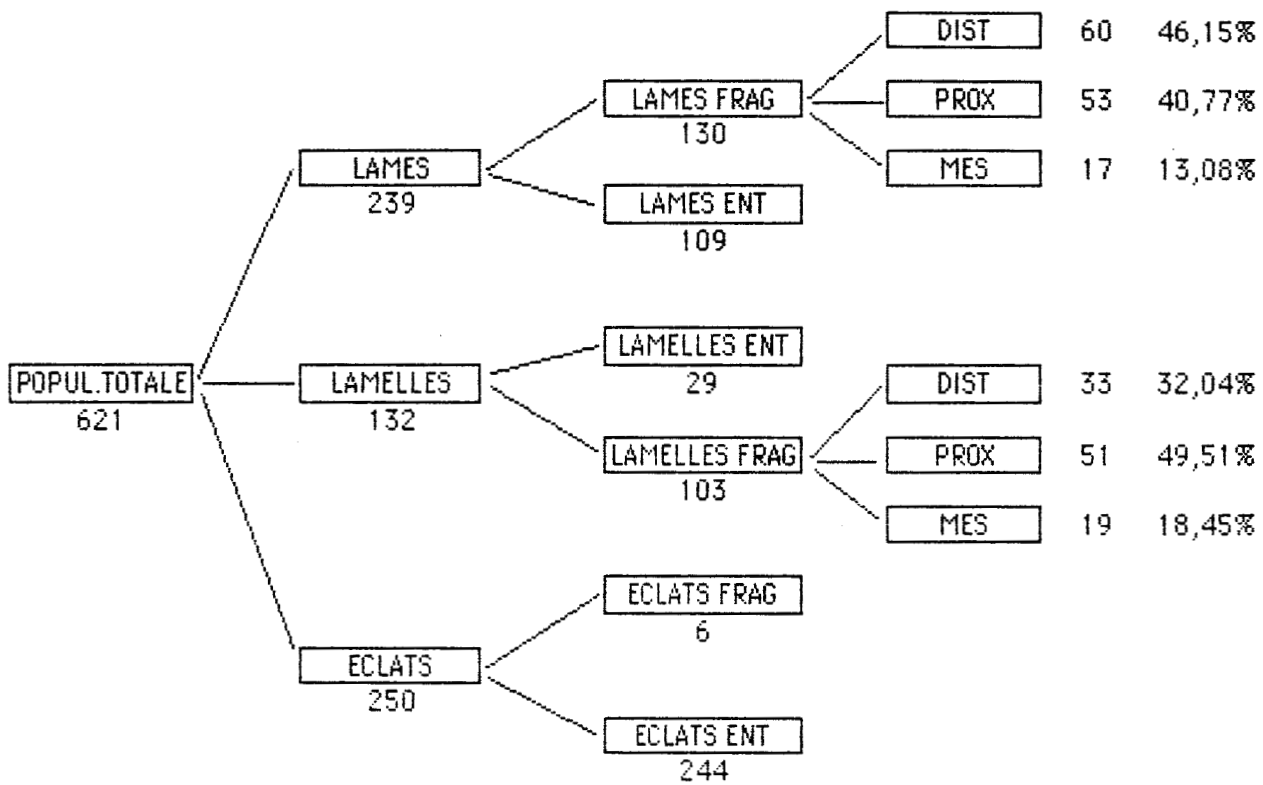 DIST 60 46,15%
LAMES FRAG PROX 53 40,77%
130
LAMES MES 17 13,08%
239 LAMES ENT
109
LAMELLES ENT
POPUL.TOTALE LAMELLES 29 DIST 33 32,04%
621 132
LAMELLES FRAG PROX 51 49,51%
103
MES 19 18,45%
ECLATS FRAG
6
ECLATS
250
ECLATS ENT
244